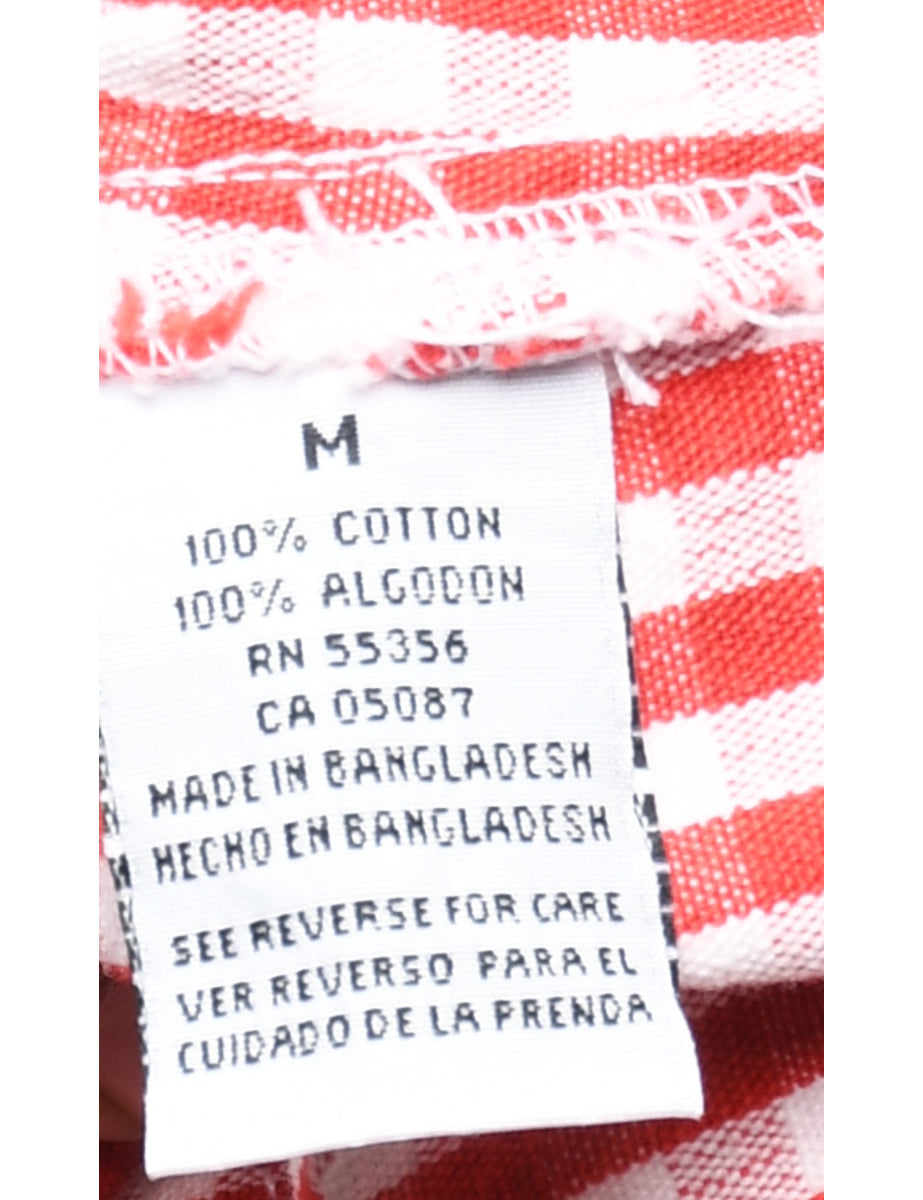 M
100% COTTON
100% ALGODON
RN 55356
CA 05087
MADE IN BANGLADESH
HECHO EN BANGLADESH
SEE REVERSE FOR CARE
VER REVERSO PARA EL
CUIDADO DE LA PRENDA